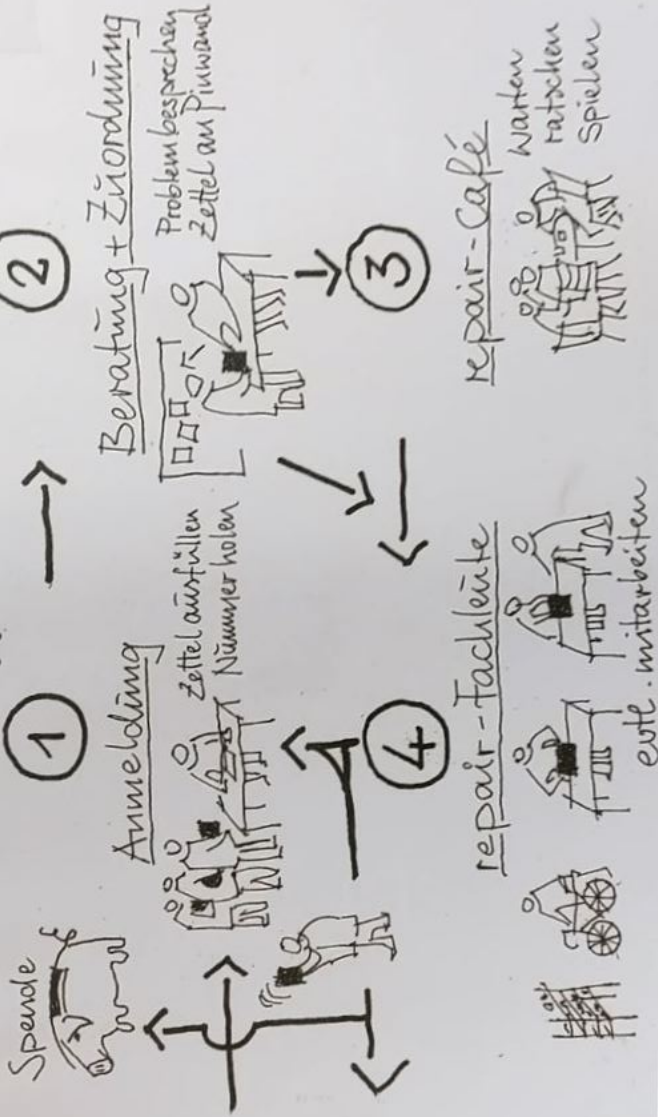 Spende
1
Anmeldung
Zettel ausfüllen
Nummer holen
2
Beratung + Zuordnung
Problem besprechen
Zettel an Pinwand
3
repair-Café
warten
ratschen
spielen
4
repair-Fachleute
evtl. mitarbeiten